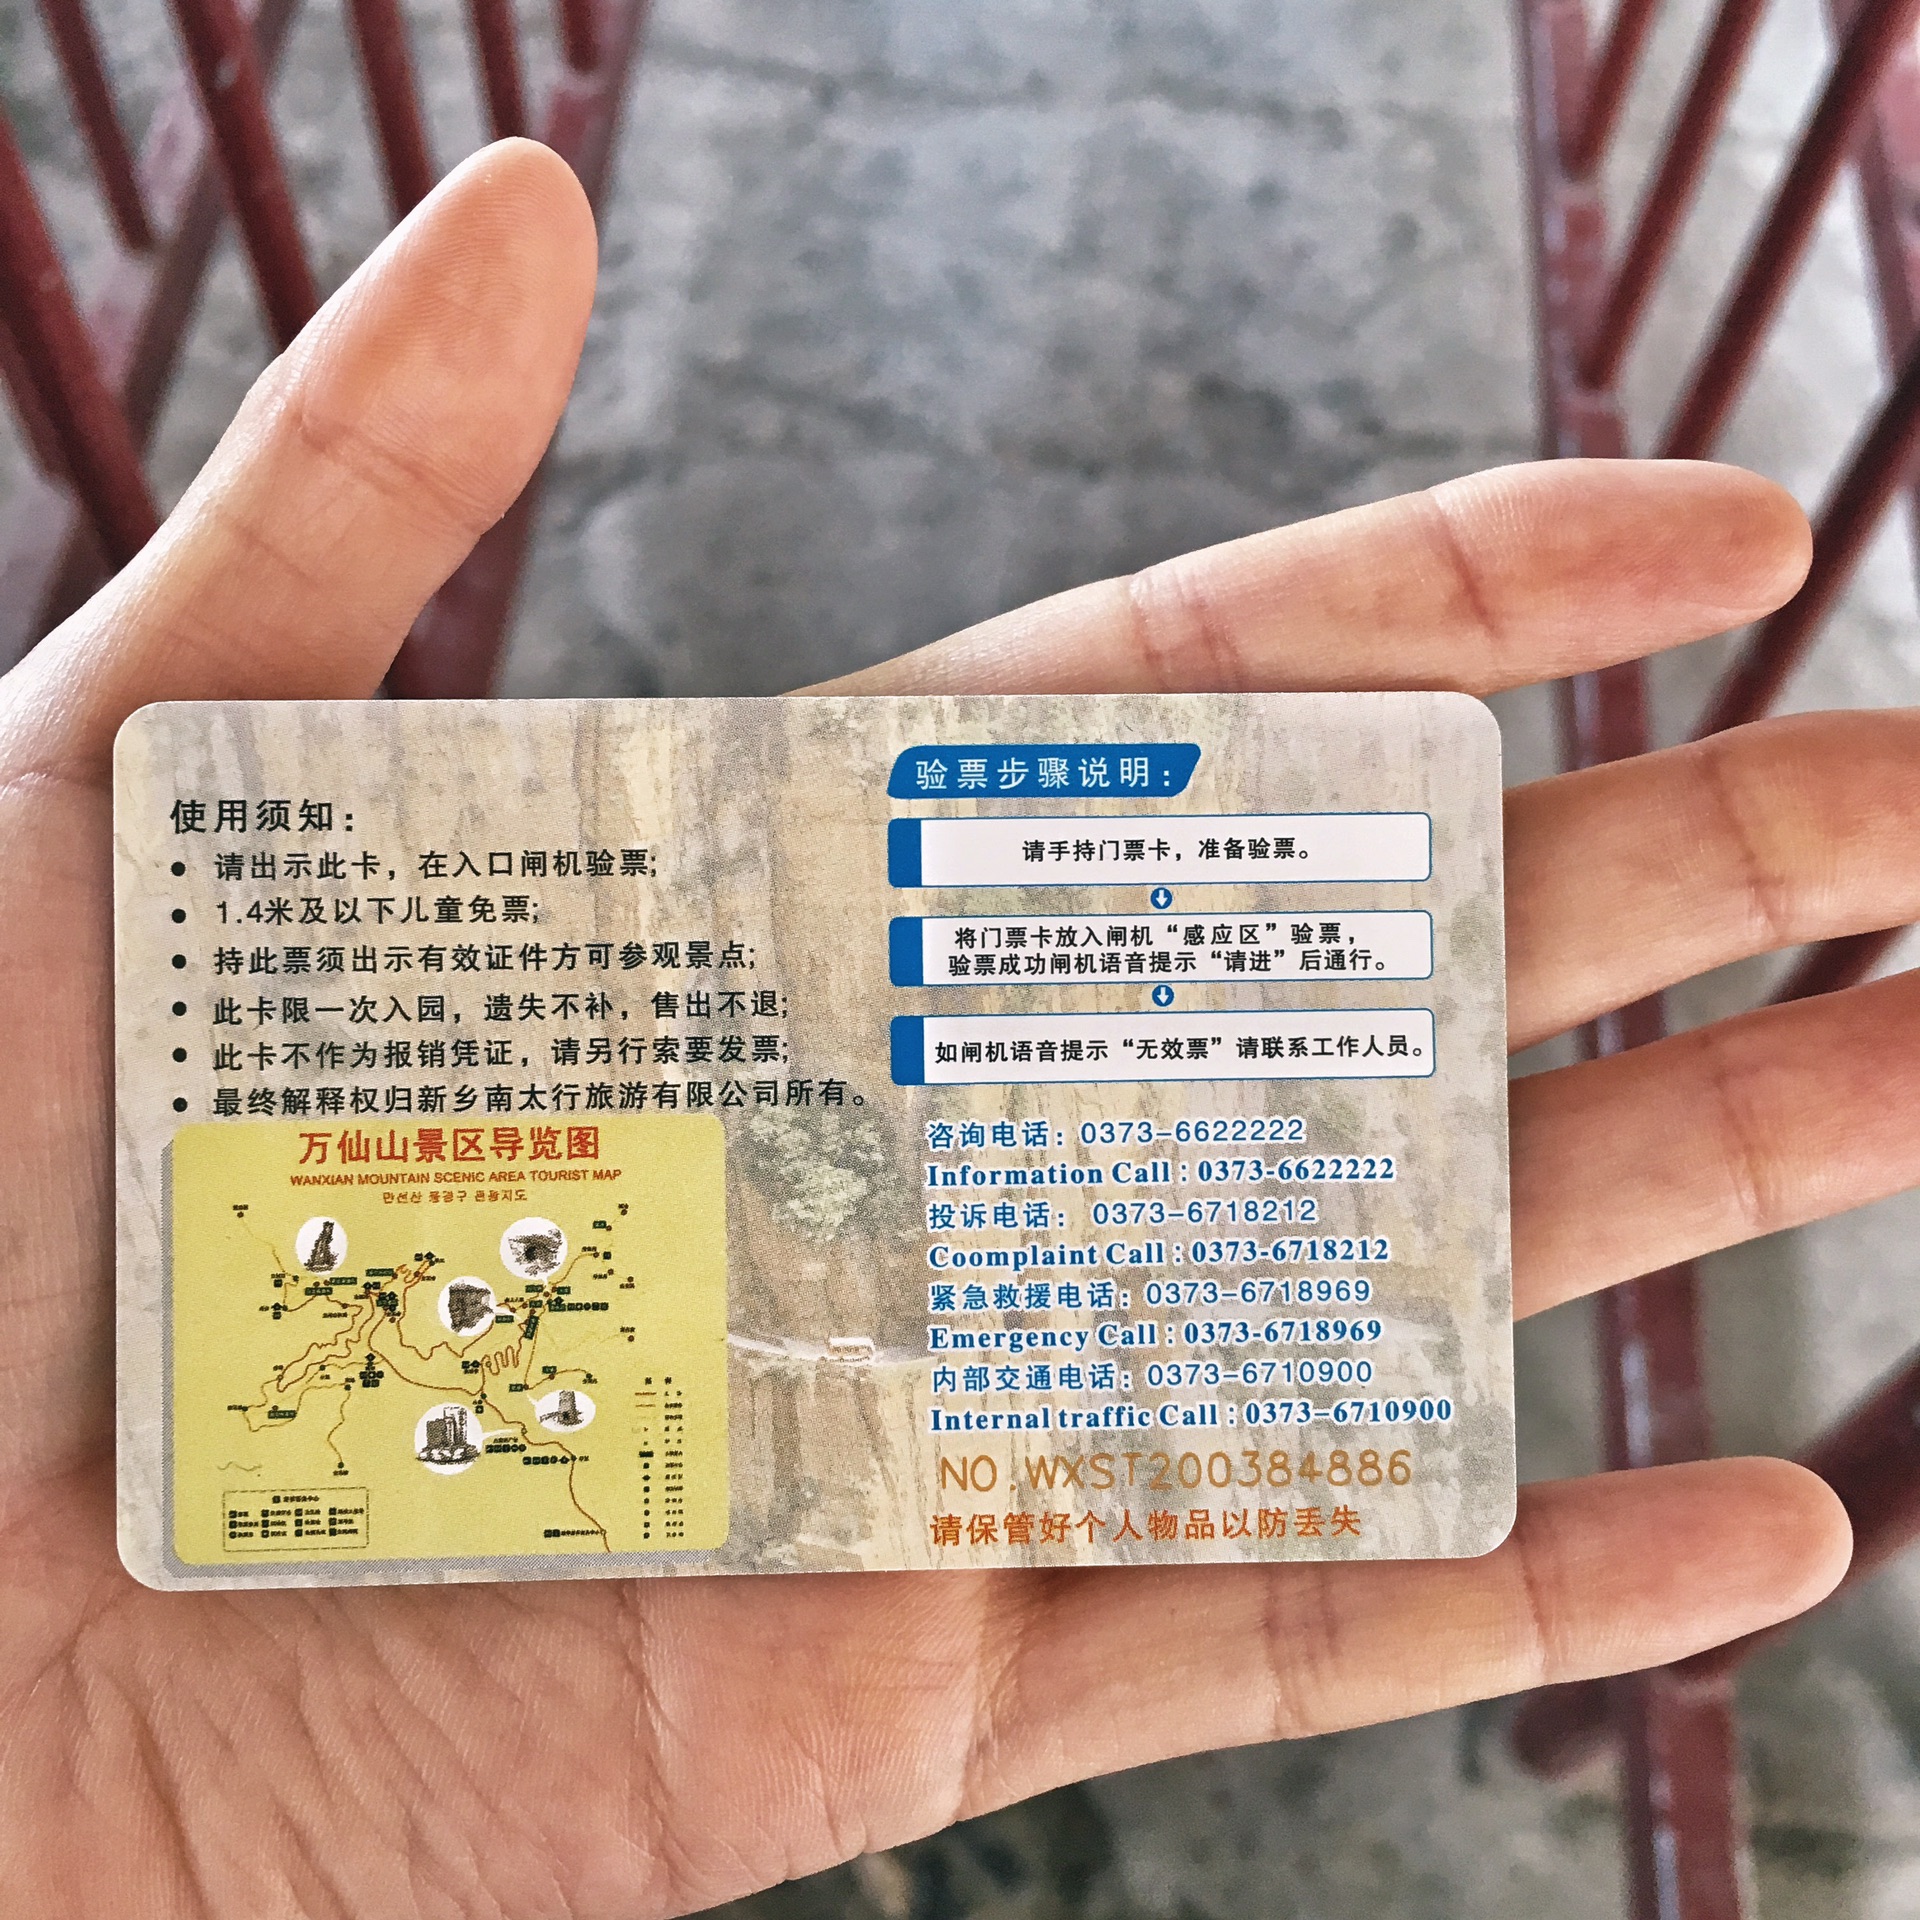 使用须知：
● 请出示此卡，在入口闸机验票；
● 1.4米及以下儿童免票；
● 持此票须出示有效证件方可参观景点；
● 此卡限一次入园，遗失不补，售出不退；
● 此卡不作为报销凭证，请另行索要发票；
● 最终解释权归新乡南太行旅游有限公司所有。
万仙山景区导览图
WANXIAN MOUNTAIN SCENIC AREA TOURIST MAP
验票步骤说明：
请手持门票卡，准备验票。
将门票卡放入闸机“感应区”验票，
验票成功闸机语音提示“请进”后通行。
如闸机语音提示“无效票”请联系工作人员。
咨询电话：0373-6622222
Information Call：0373-6622222
投诉电话：0373-6718212
Coomplaint Call：0373-6718212
紧急救援电话：0373-6718969
Emergency Call：0373-6718969
内部交通电话：0373-6710900
Internal traffic Call：0373-6710900
NO.WXST200384886
请保管好个人物品以防丢失